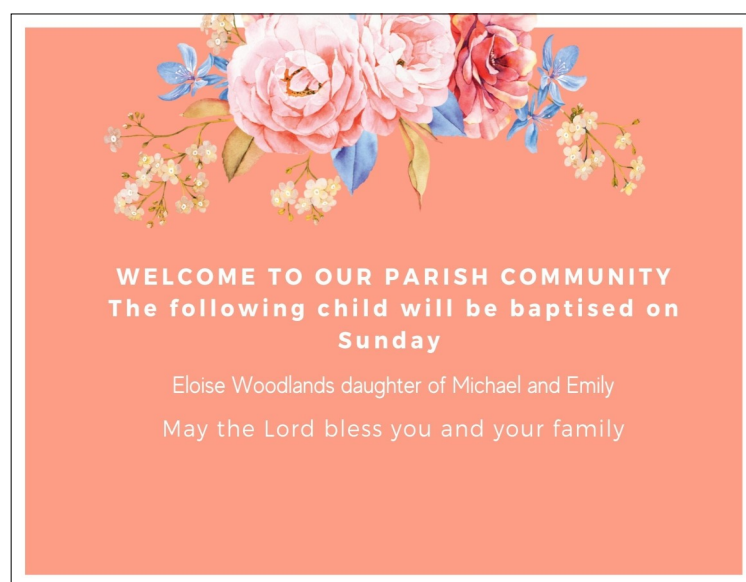 WELCOME TO OUR PARISH COMMUNITY
The following child will be baptised on
Sunday
Eloise Woodlands daughter of Michael and Emily
May the Lord bless you and your family